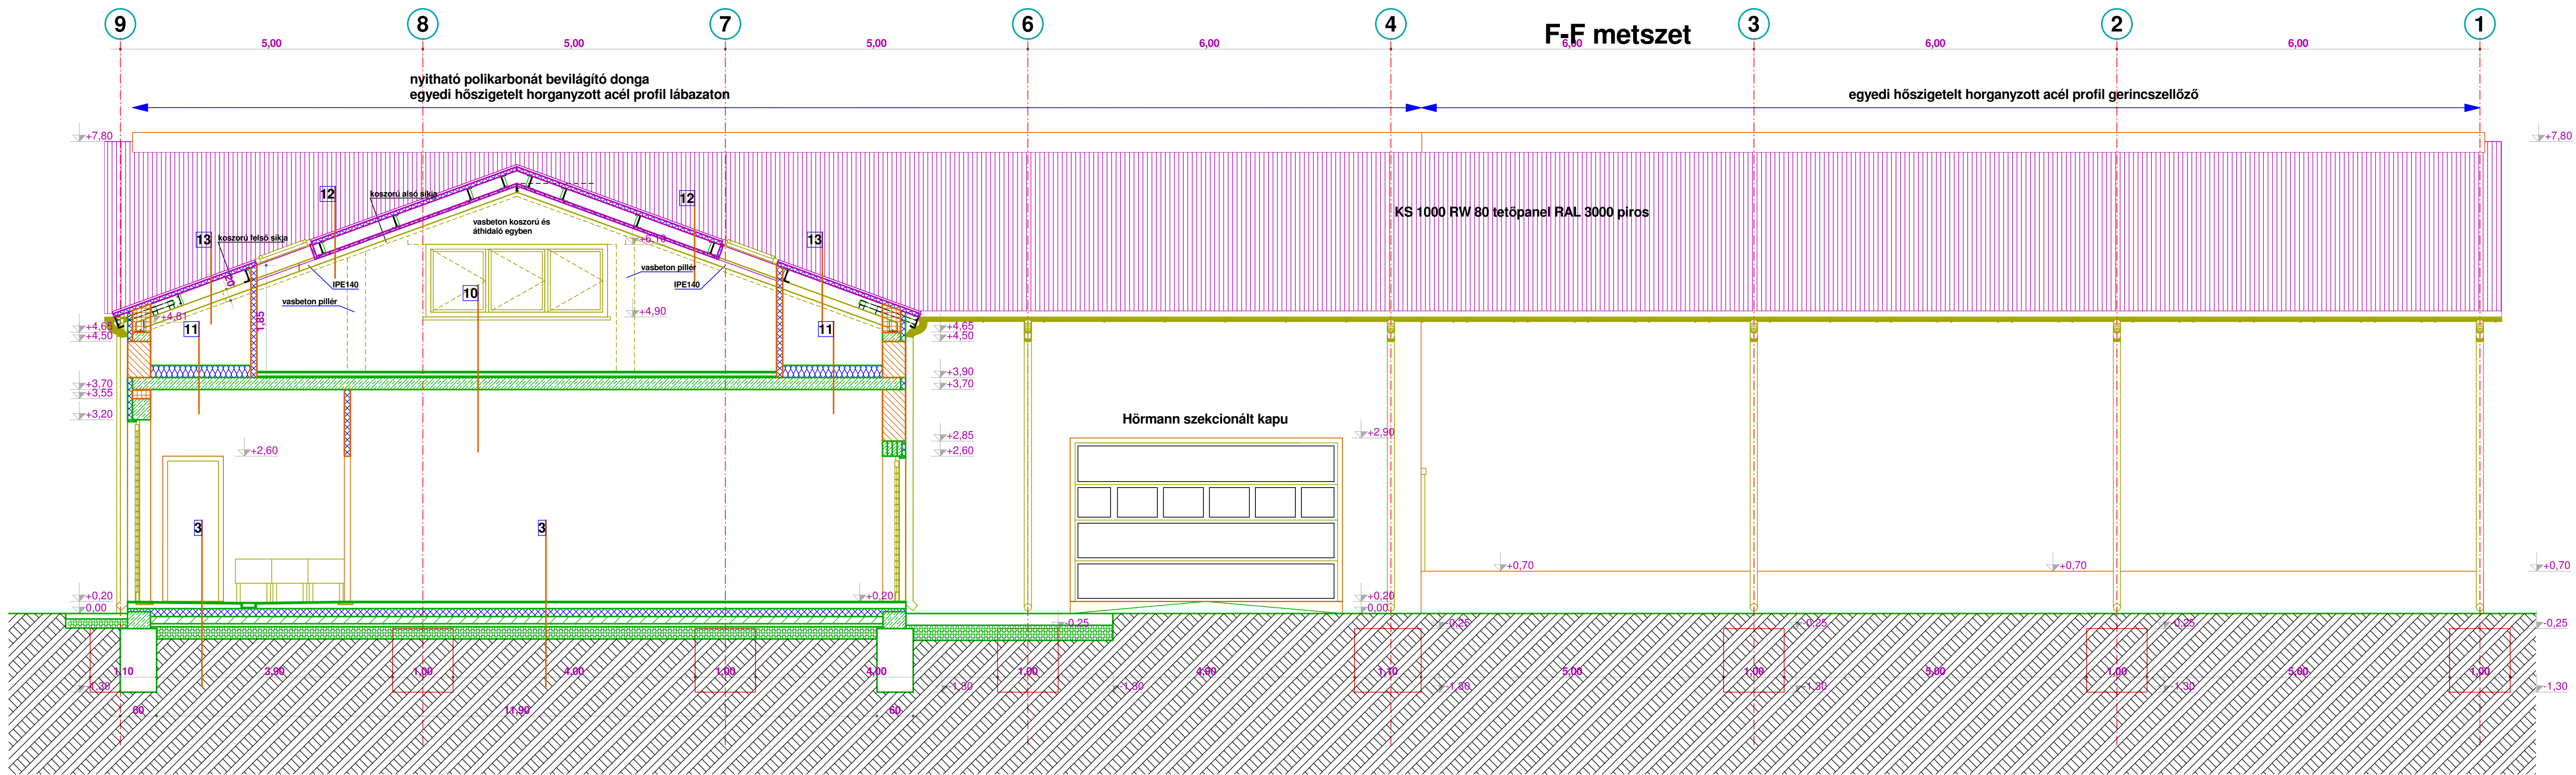 9 8 7 6 4 3 2 1
F-F metszet
5,00 5,00 5,00 6,00 6,00 6,00 6,00
nyitható polikarbonát bevilágító donga
egyedi hőszigetelt horganyzott acél profil lábazaton
egyedi hőszigetelt horganyzott acél profil gerincszellőző
+7,80 +7,80
12 koszorú alsó síkja 12
KS 1000 RW 80 tetőpanel RAL 3000 piros
vasbeton koszorú és
áthidaló egyben
13 koszorú felső síkja +6,10 13
vasbeton pillér
IPE140 IPE140
10
vasbeton pillér
+4,90
+4,81
1,85
+4,65 11 11 +4,65
+4,50 +4,50
+3,90
+3,70 +3,70
+3,55
+3,20
Hörmann szekcionált kapu
+2,85 +2,90
+2,60 +2,60
3 3
+0,70 +0,70 +0,70
+0,20 +0,20 +0,20
0,00 0,00
-0,25 -0,25 -0,25 -0,25 -0,25
1,10 3,90 1,00 4,00 1,00 4,00 1,00 4,90 1,10 5,00 1,00 5,00 1,00 5,00 1,00
-1,30 -1,30 -1,30 -1,30 -1,30 -1,30 -1,30
60 11,90 60